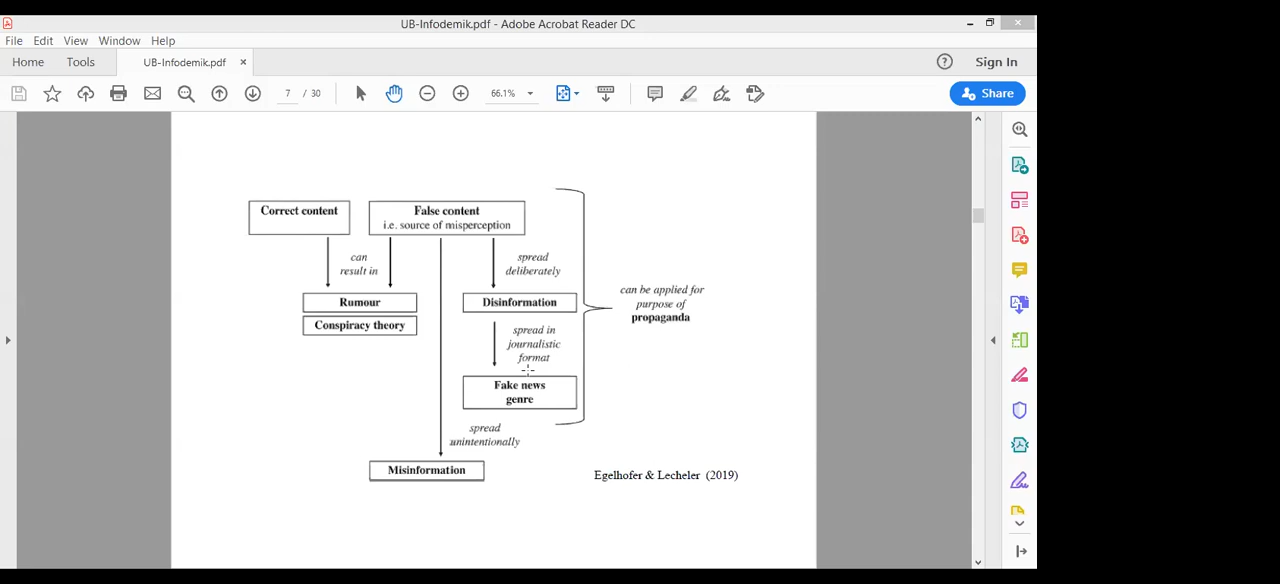 UB-Infodemik.pdf - Adobe Acrobat Reader DC
File Edit View Window Help
Home Tools UB-Infodemik.pdf × ? Sign In
7 / 30 66.1% Share
Correct content
False content
i.e. source of misperception
can
result in
spread
deliberately
Rumour
Conspiracy theory
Disinformation
can be applied for
purpose of
propaganda
spread in
journalistic
format
Fake news
genre
spread
unintentionally
Misinformation
Egelhofer & Lecheler (2019)